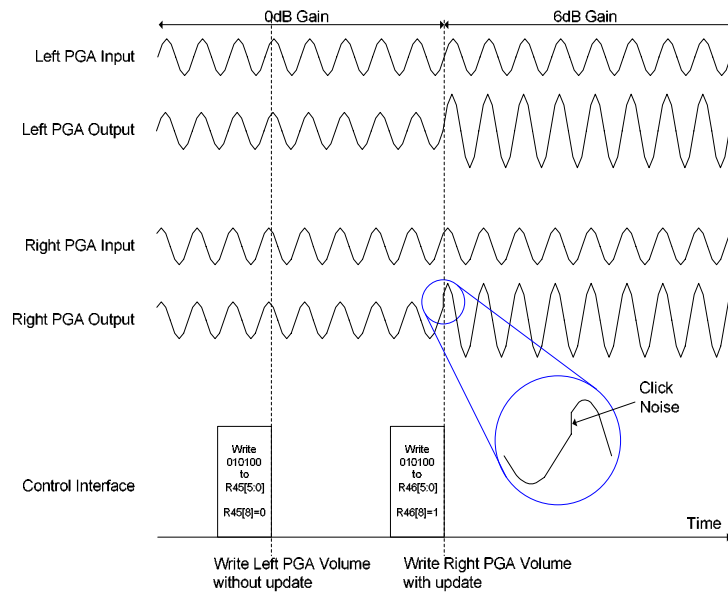 0dB Gain
6dB Gain
Left PGA Input
Left PGA Output
Right PGA Input
Right PGA Output
Click
Noise
Write
010100
to
R45[5:0]
R45[8]=0
Write
010100
to
R46[5:0]
R46[8]=1
Control Interface
Time
Write Left PGA Volume
without update
Write Right PGA Volume
with update